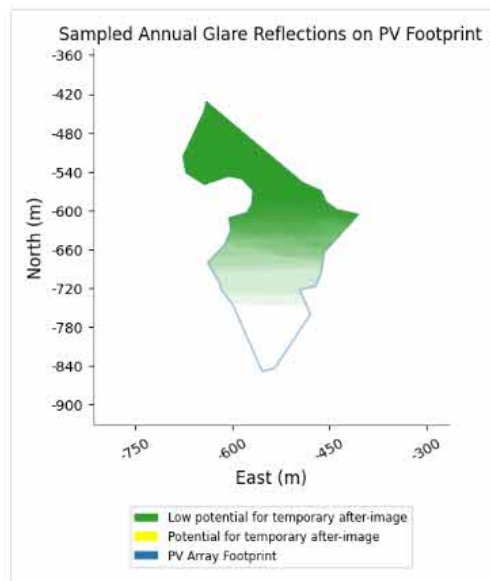 Sampled Annual Glare Reflections on PV Footprint
-360
-420
-480
-540
-600
-660
-720
-780
-840
-900
North (m)
-750
-600
-450
-300
East (m)
Low potential for temporary after-image
Potential for temporary after-image
PV Array Footprint